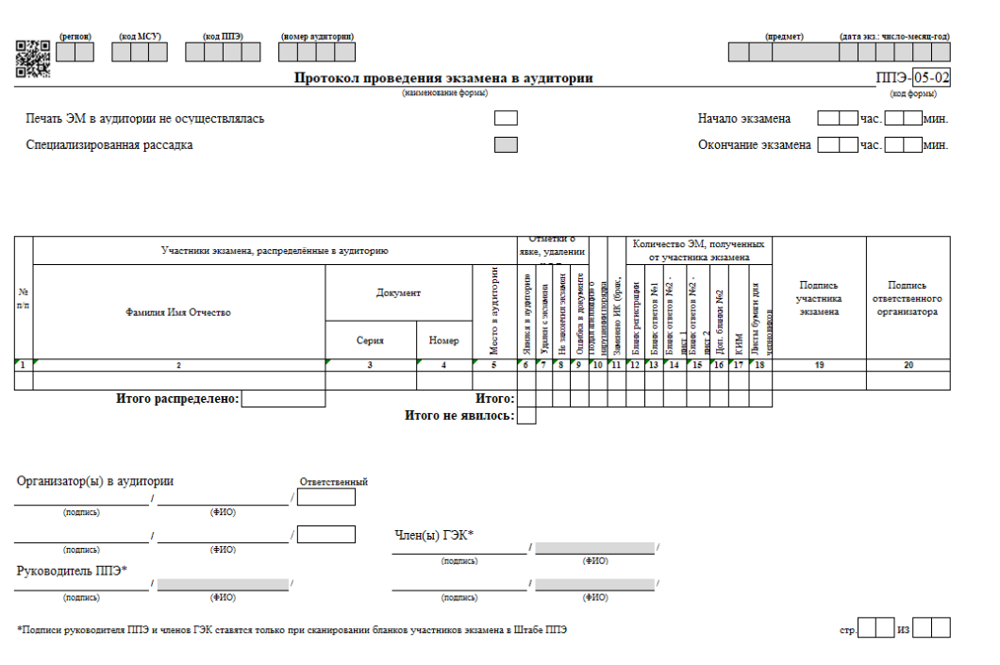 (регион) (код МСУ) (код ППЭ) (номер аудитории) (предмет) (дата экз.: число-месяц-год)
Протокол проведения экзамена в аудитории ППЭ-05-02
(наименование формы) (код формы)
Печать ЭМ в аудитории не осуществлялась Начало экзамена час. мин.
Специализированная рассадка Окончание экзамена час. мин.
№ п/п
Участники экзамена, распределённые в аудиторию
Фамилия Имя Отчество
Документ
Серия
Номер
Место в аудитории
Отметки о
явке, удалении
Явился в аудиторию
Удален с экзамена
Не закончил экзамен
Ошибка в документе
Подал апелляцию о
нарушении порядка
Заменено ИК (брак,
Количество ЭМ, полученных
от участника экзамена
Бланк регистрации
Бланк ответов №1
Бланк ответов №2 -
лист 1
Бланк ответов №2 -
лист 2
Доп. бланки №2
КИМ
Листы бумаги для
черновиков
Подпись
участника
экзамена
Подпись
ответственного
организатора
1 2 3 4 5 6 7 8 9 10 11 12 13 14 15 16 17 18 19 20
Итого распределено: Итого:
Итого не явилось:
Организатор(ы) в аудитории Ответственный
/ /
(подпись) (ФИО)
/ / Член(ы) ГЭК*
(подпись) (ФИО) / /
Руководитель ППЭ* (подпись) (ФИО)
/ / / /
(подпись) (ФИО) (подпись) (ФИО)
*Подписи руководителя ППЭ и членов ГЭК ставятся только при сканировании бланков участников экзамена в Штабе ППЭ стр. из